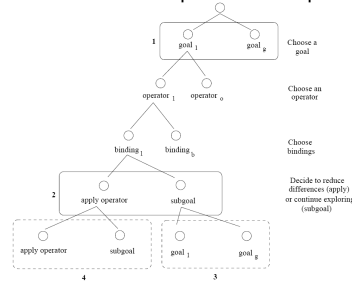 1
goal 1
goal g
Choose a
goal
operator 1
operator o
Choose an
operator
binding 1
binding b
Choose
bindings
2
apply operator
subgoal
Decide to reduce
differences (apply)
or continue exploring
(subgoal)
apply operator
subgoal
goal 1
goal g
4
3